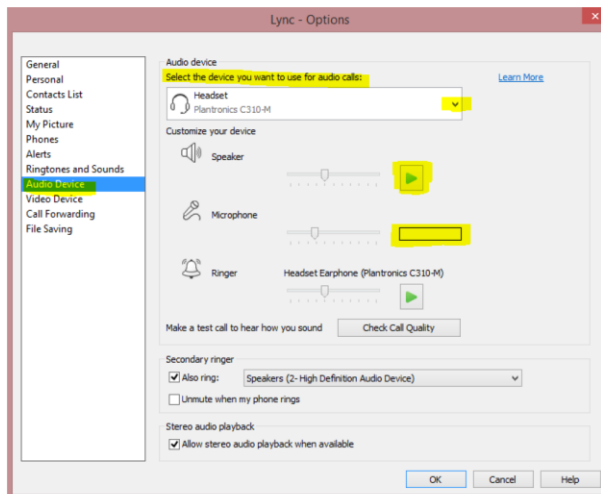 Lync - Options
General
Personal
Contacts List
Status
My Picture
Phones
Alerts
Ringtones and Sounds
Audio Device
Video Device
Call Forwarding
File Saving
Audio device
Select the device you want to use for audio calls:
Learn More
Headset
Plantronics C310-M
Customize your device
Speaker
Microphone
Ringer
Headset Earphone (Plantronics C310-M)
Make a test call to hear how you sound
Check Call Quality
Secondary ringer
Also ring:
Speakers (2- High Definition Audio Device)
Unmute when my phone rings
Stereo audio playback
Allow stereo audio playback when available
OK
Cancel
Help